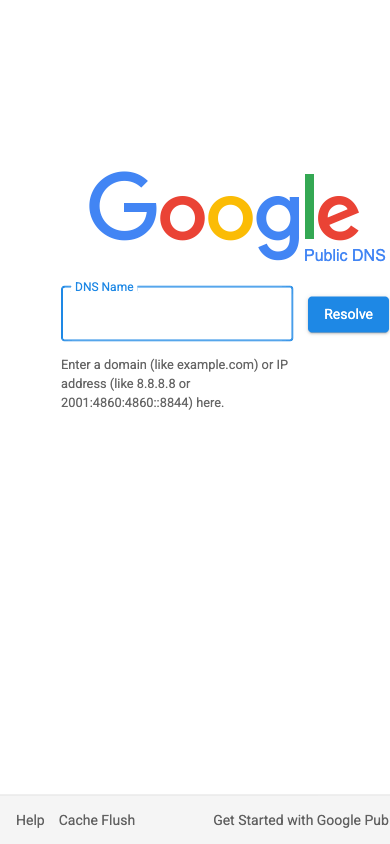 Google
Public DNS
DNS Name
Resolve
Enter a domain (like example.com) or IP
address (like 8.8.8.8 or
2001:4860:4860::8844) here.
Help Cache Flush Get Started with Google Pub